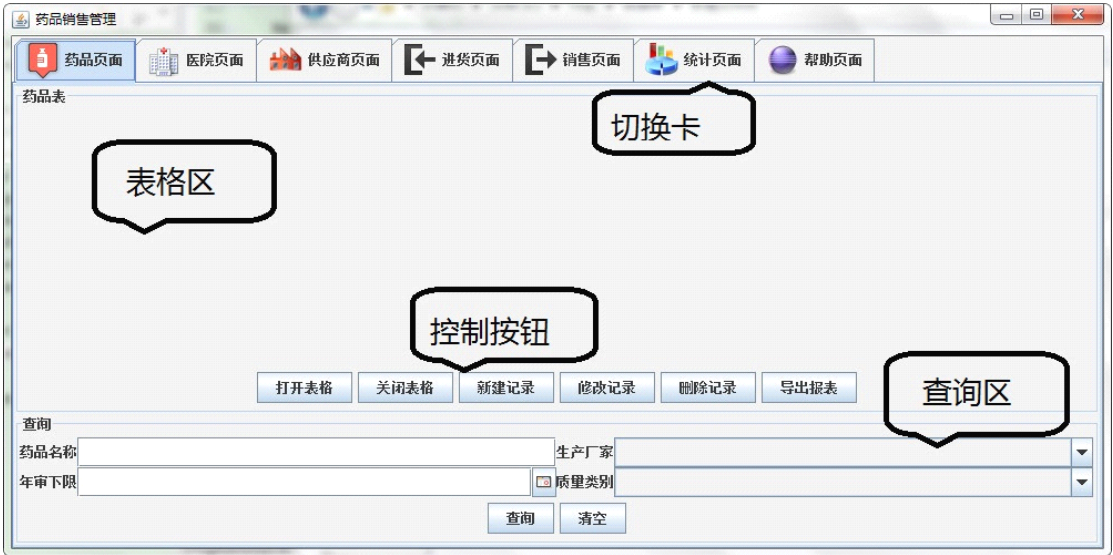 药品销售管理
药品页面 医院页面 供应商页面 进货页面 销售页面 统计页面 帮助页面
药品表
切换卡
表格区
控制按钮
打开表格 关闭表格 新建记录 修改记录 删除记录 导出报表
查询区
查询
药品名称 生产厂家
年审下限 质量类别
查询 清空